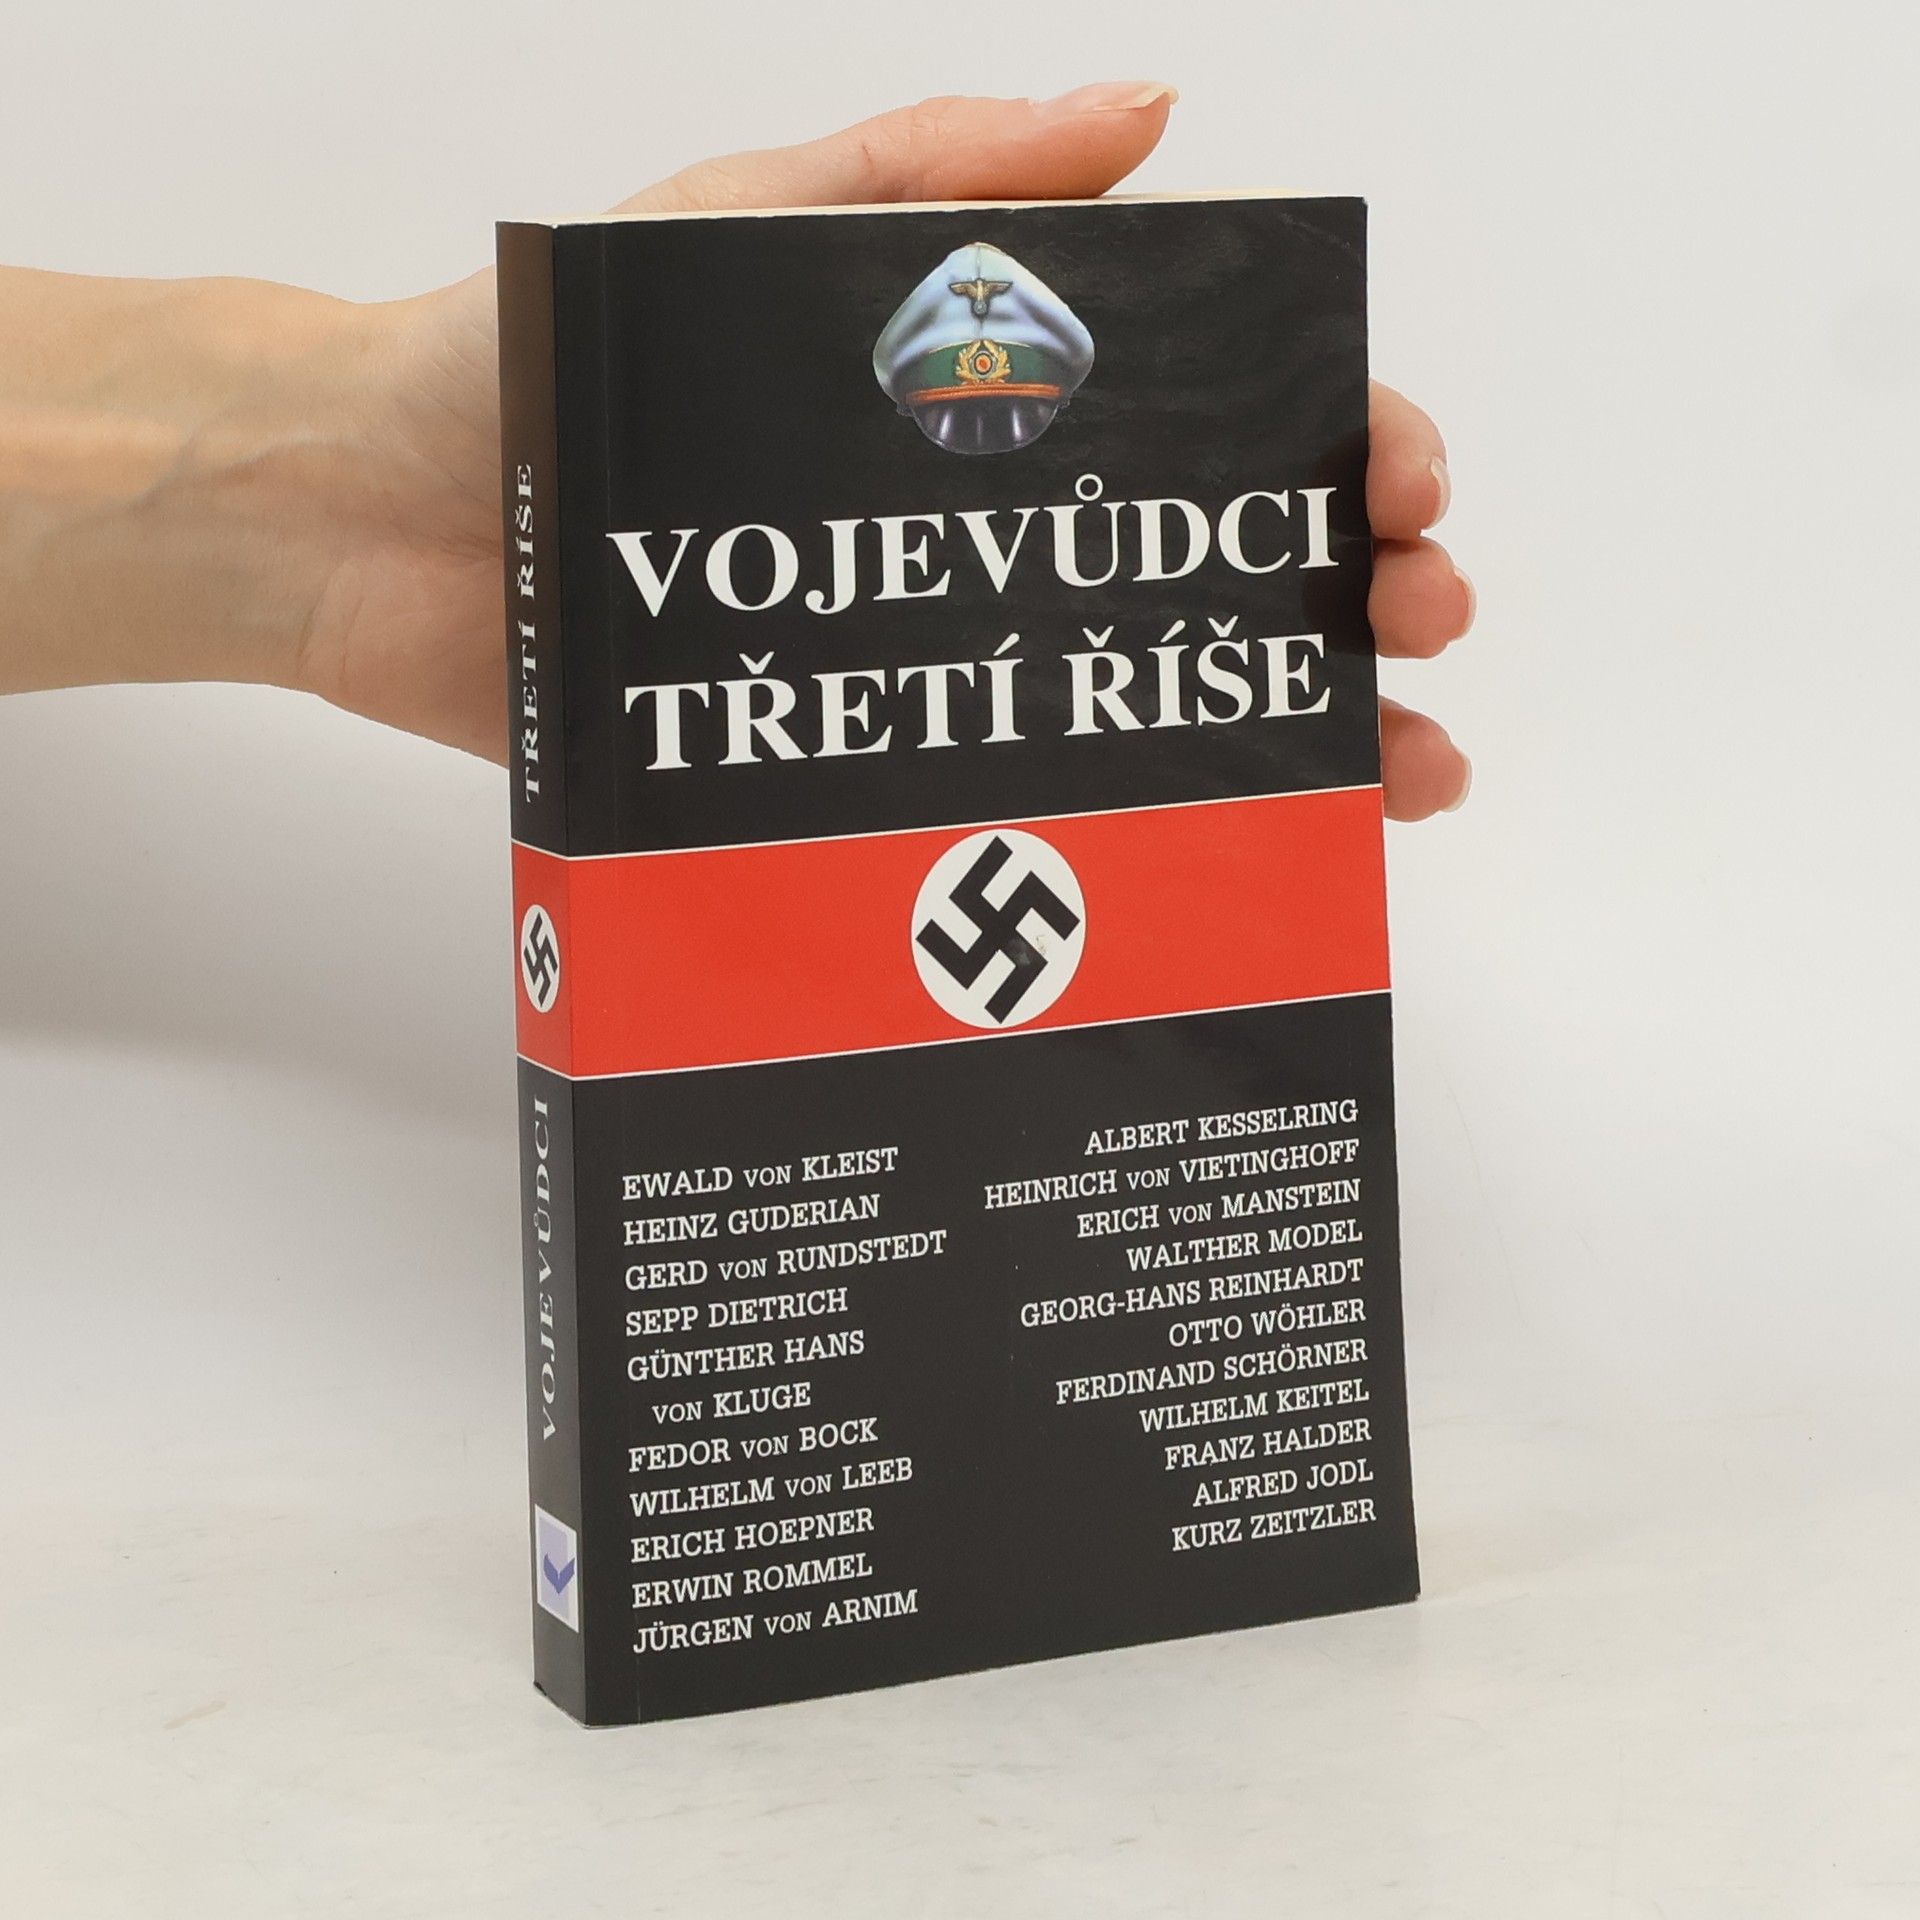 VOJEVŮDCI
TŘETÍ ŘÍŠE
EWALD VON KLEIST
HEINZ GUDERIAN
GERD VON RUNDSTEDT
SEPP DIETRICH
GÜNTHER HANS
VON KLUGE
FEDOR VON BOCK
WILHELM VON LEEB
ERICH HOEPNER
ERWIN ROMMEL
JÜRGEN VON ARNIM
ALBERT KESSELRING
HEINRICH VON VIETINGHOFF
ERICH VON MANSTEIN
WALTHER MODEL
GEORG-HANS REINHARDT
OTTO WÖHLER
FERDINAND SCHÖRNER
WILHELM KEITEL
FRANZ HALDER
ALFRED JODL
KURZ ZEITZLER
VOJEVŮDCI TŘETÍ ŘÍŠE